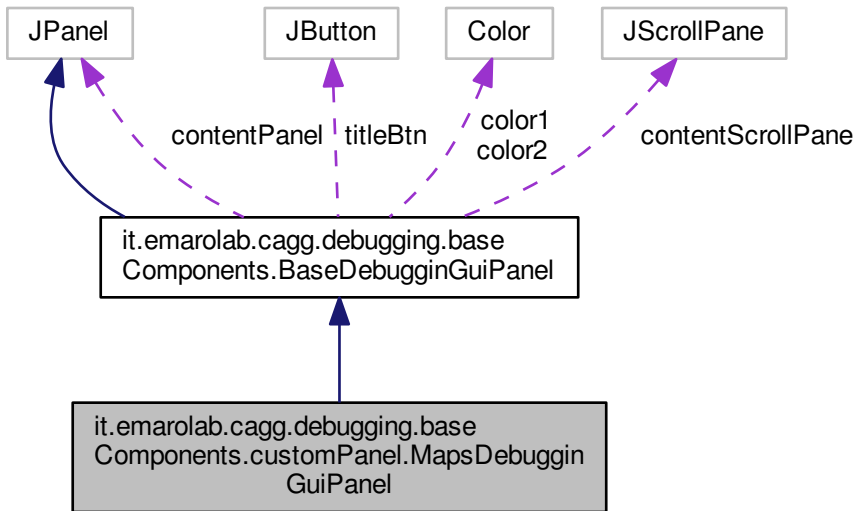 JPanel
JButton
Color
JScrollPane
contentPanel
titleBtn
color1
color2
contentScrollPane
it.emarolab.cagg.debugging.base
Components.BaseDebugginGuiPanel
it.emarolab.cagg.debugging.base
Components.customPanel.MapsDebuggin
GuiPanel